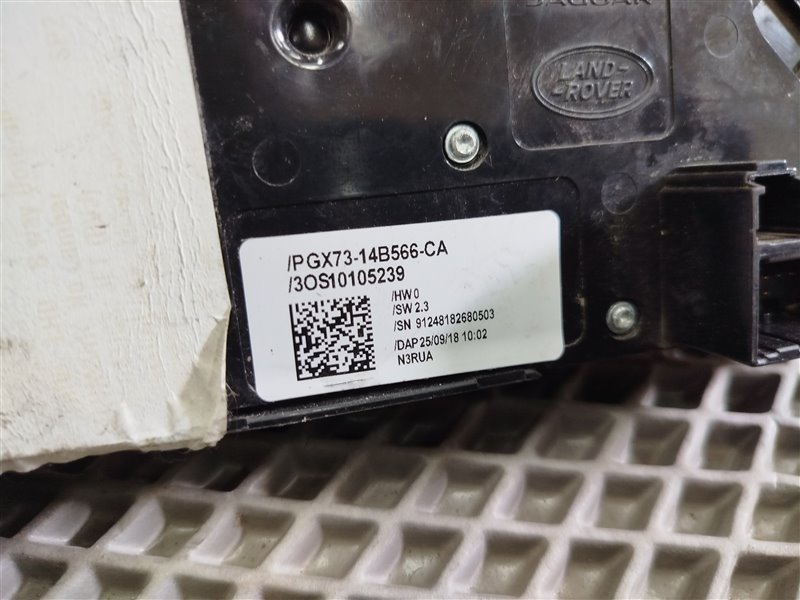 JAGUAR
LAND-
-ROVER
/PGX73-14B566-CA
/3OS10105239
/HW 0
/SW 2.3
/SN 91248182680503
/DAP 25/09/18 10:02
N3RUA